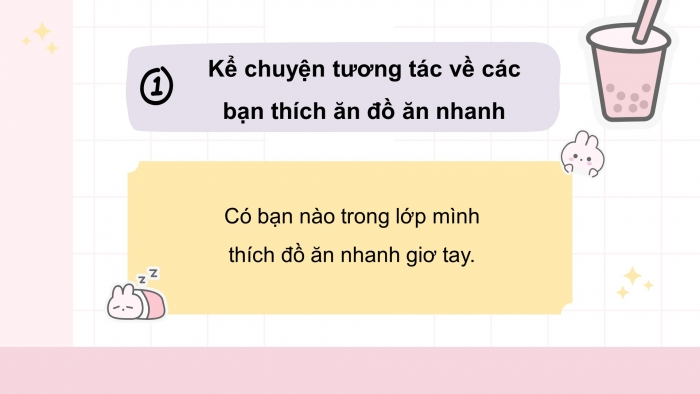 1
Kể chuyện tương tác về các
bạn thích ăn đồ ăn nhanh
Có bạn nào trong lớp mình
thích đồ ăn nhanh giơ tay.
z z